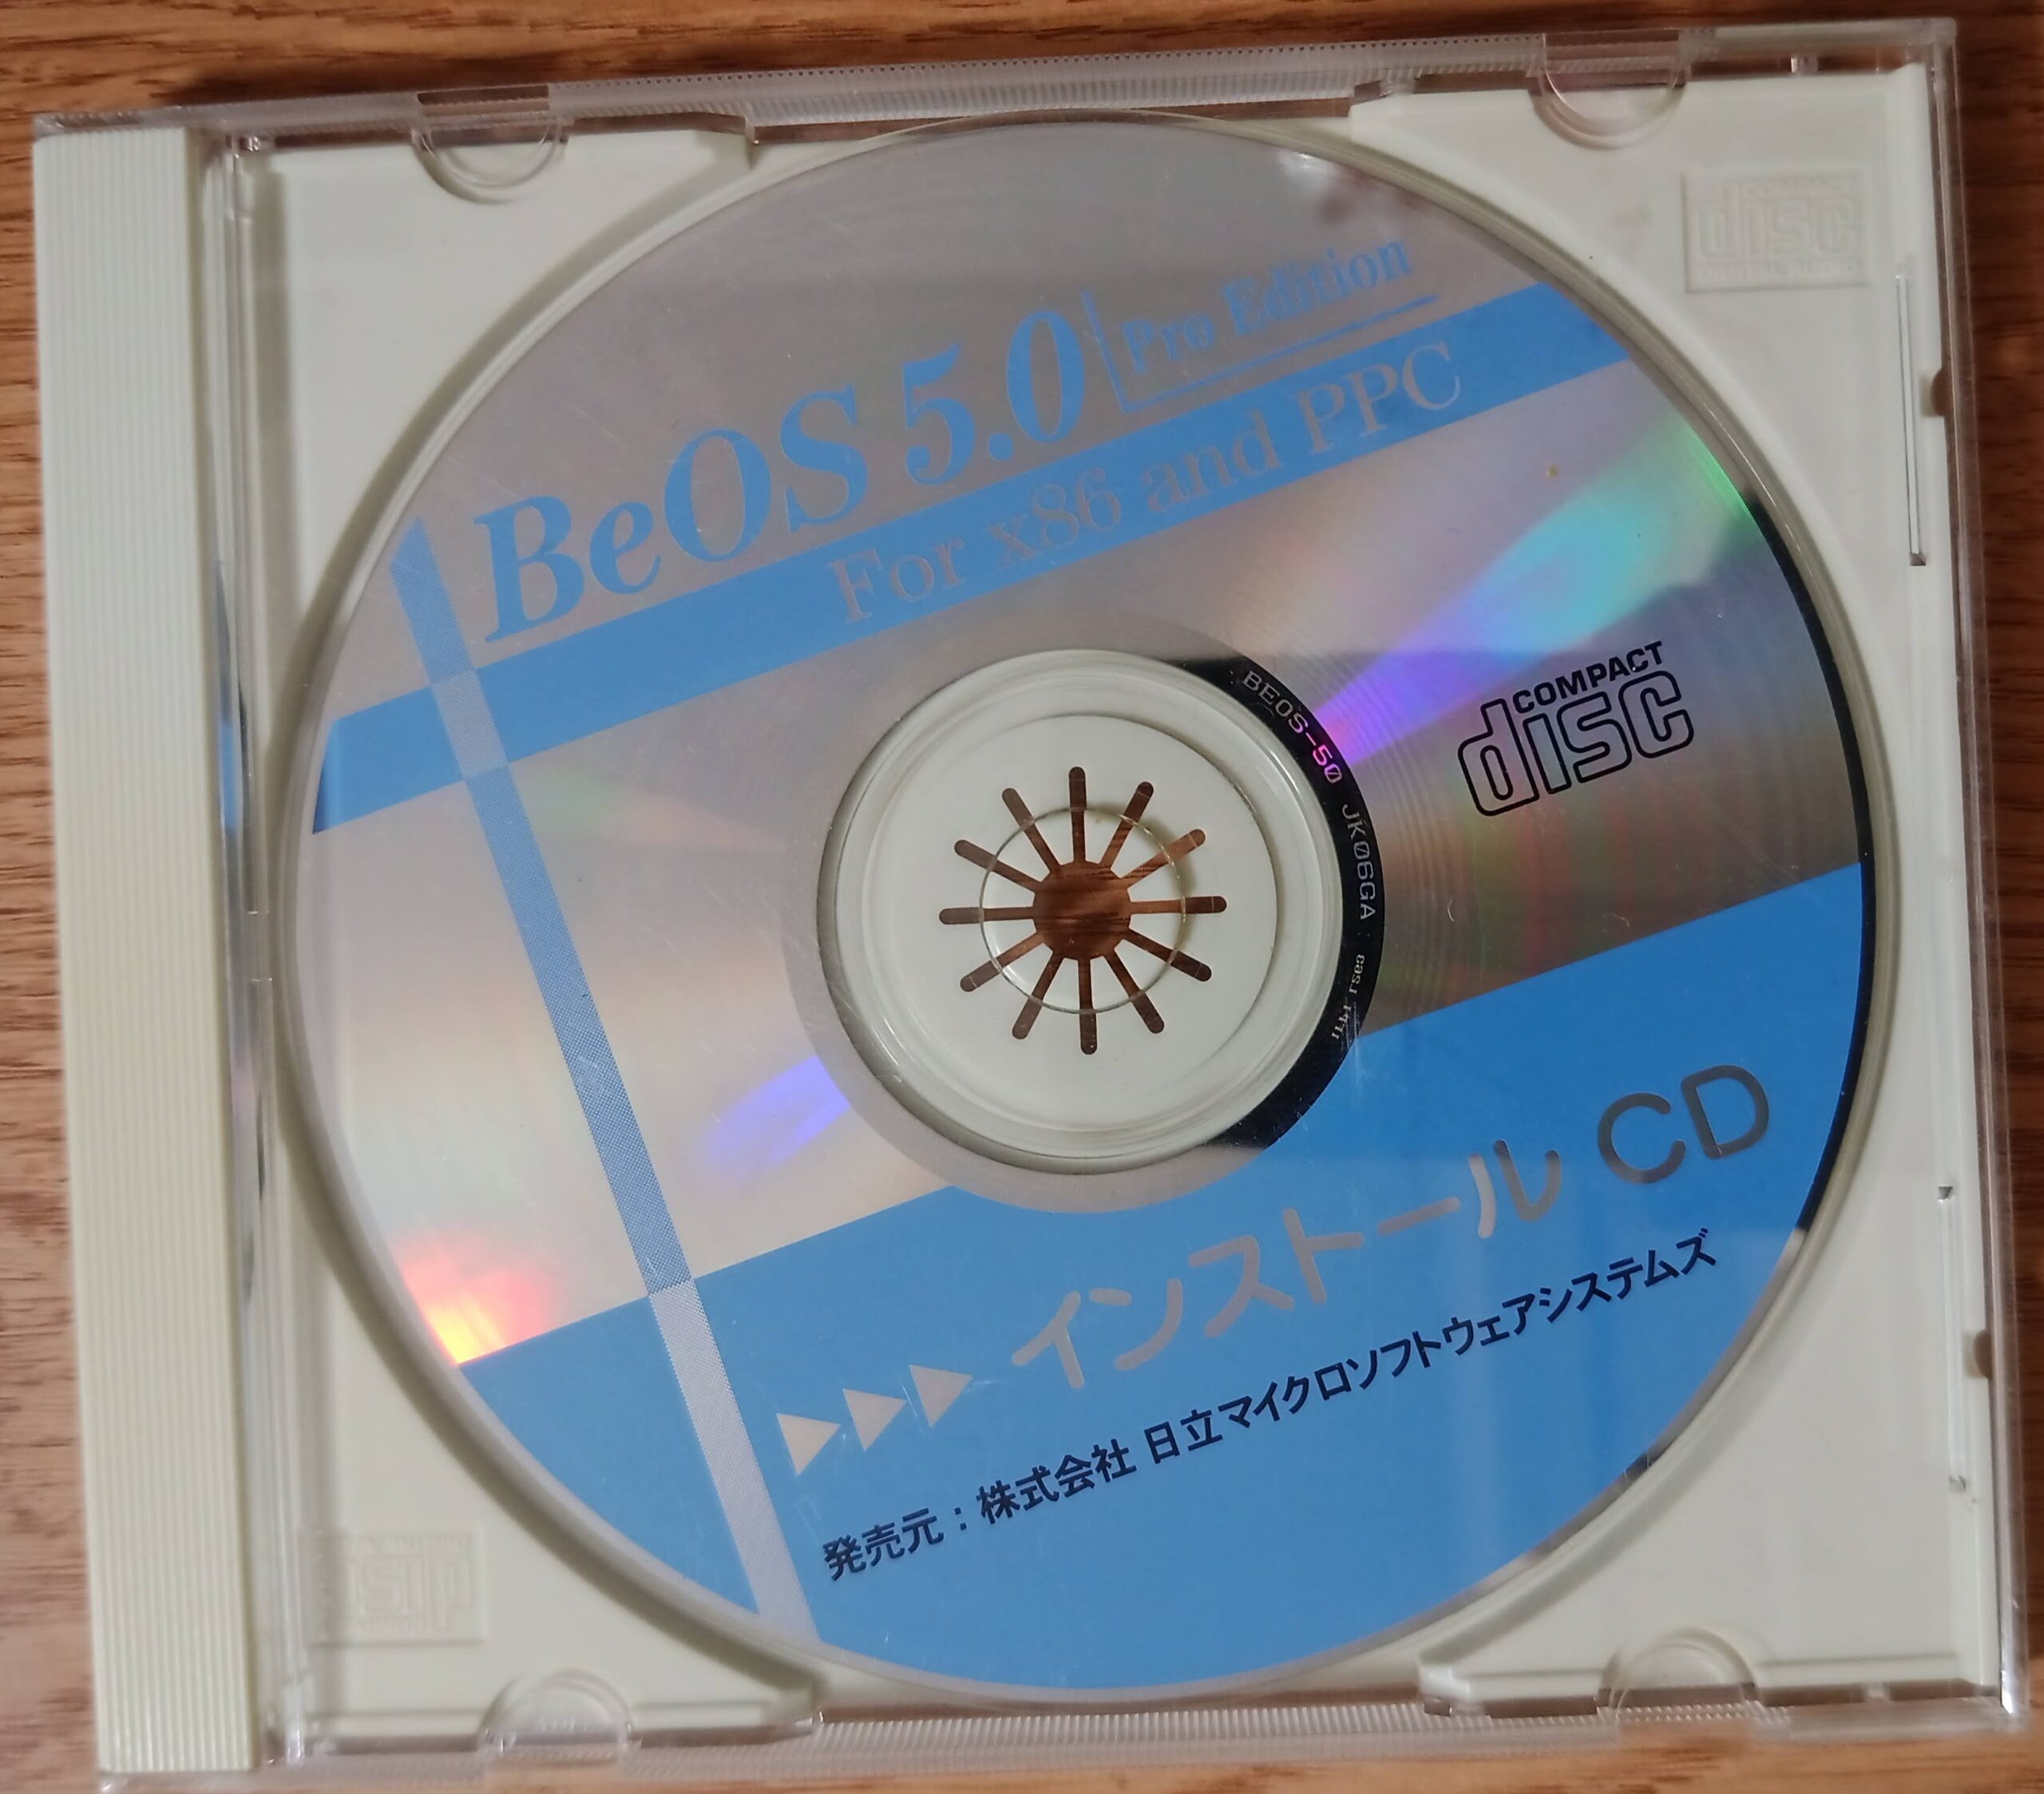 BeOS 5.0 Pro Edition
For x86 and PPC
COMPACT
disc
BEOS-50 JK06GA
インストール CD
発売元：株式会社 日立マイクロソフトウェアシステムズ
COMPACT
disc